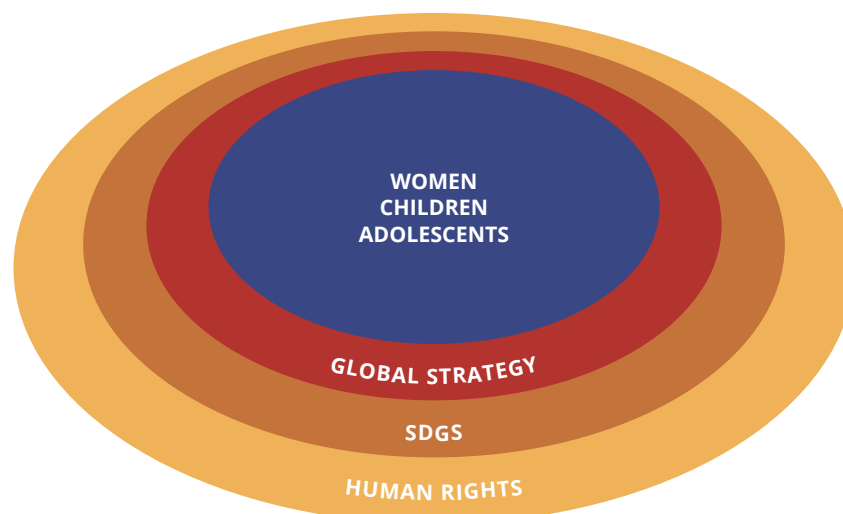 WOMEN
CHILDREN
ADOLESCENTS
GLOBAL STRATEGY
SDGS
HUMAN RIGHTS